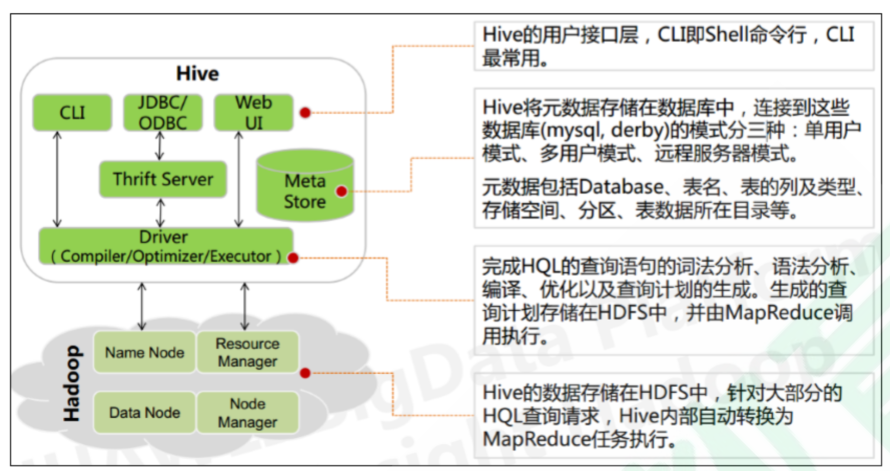 Hive
CLI
JDBC/
ODBC
Web
UI
Thrift Server
Meta
Store
Driver
( Compiler/Optimizer/Executor )
Hadoop
Name Node
Resource
Manager
Data Node
Node
Manager
Hive的用户接口层，CLI即Shell命令行，CLI
最常用。
Hive将元数据存储在数据库中，连接到这些
数据库(mysql, derby)的模式分三种：单用户
模式、多用户模式、远程服务器模式。
元数据包括Database、表名、表的列及类型、
存储空间、分区、表数据所在目录等。
完成HQL的查询语句的词法分析、语法分析、
编译、优化以及查询计划的生成。生成的查
询计划存储在HDFS中，并由MapReduce调
用执行。
Hive的数据存储在HDFS中，针对大部分的
HQL查询请求，Hive内部自动转换为
MapReduce任务执行。